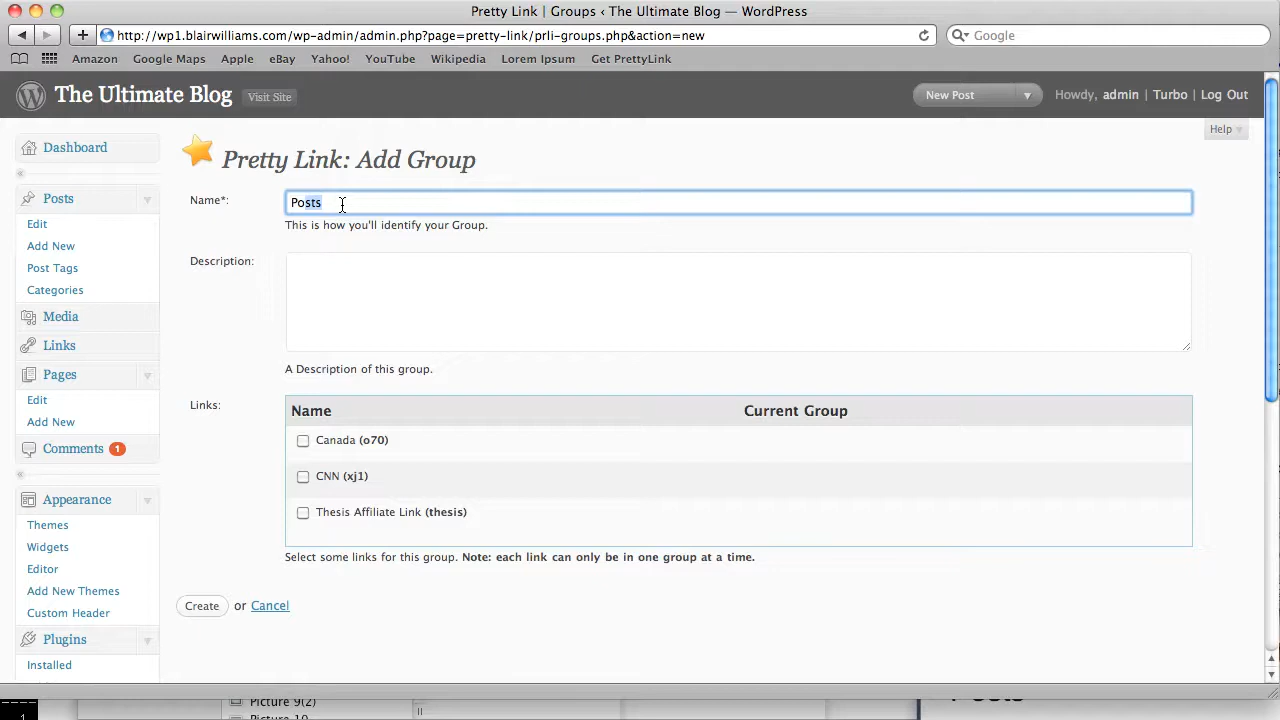 Pretty Link | Groups ‹ The Ultimate Blog — WordPress
http://wp1.blairwilliams.com/wp-admin/admin.php?page=pretty-link/prli-groups.php&action=new
Google
Amazon Google Maps Apple eBay Yahoo! YouTube Wikipedia Lorem Ipsum Get PrettyLink
The Ultimate Blog Visit Site New Post Howdy, admin | Turbo | Log Out
Help
Dashboard
Pretty Link: Add Group
Posts
Edit
Add New
Post Tags
Categories
Media
Links
Pages
Edit
Add New
Comments 1
Appearance
Themes
Widgets
Editor
Add New Themes
Custom Header
Plugins
Installed
Name*: Posts
This is how you'll identify your Group.
Description:
A Description of this group.
Links:
Name Current Group
Canada (o70)
CNN (xj1)
Thesis Affiliate Link (thesis)
Select some links for this group. Note: each link can only be in one group at a time.
Create or Cancel
Picture 9(2)
Picture 10
1